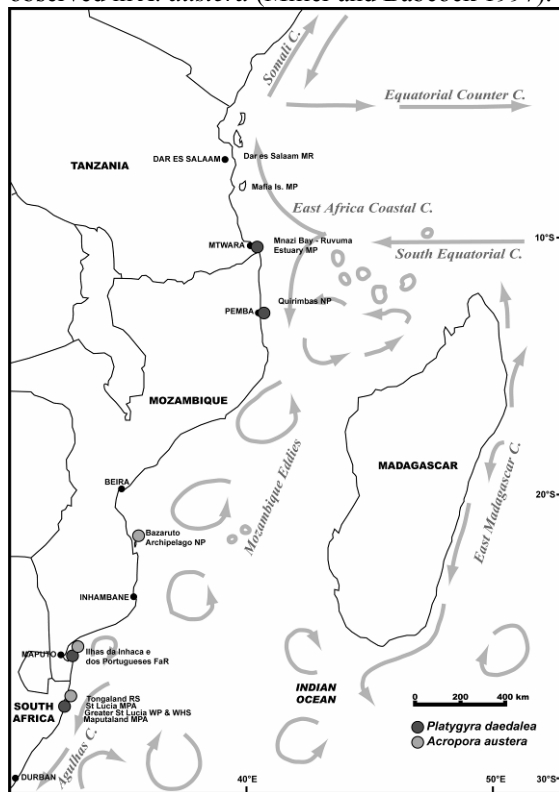 observed in A. austera (Miller and Babcock 1997).
Somali C.
Equatorial Counter C.
DAR ES SALAAM
Dar es Salaam MR
TANZANIA
Mafia Is. MP
East Africa Coastal C.
10°S
MTWARA
Mnazi Bay - Ruvuma
Estuary MP
South Equatorial C.
Quirimbas NP
PEMBA
MOZAMBIQUE
MADAGASCAR
BEIRA
20°S
Mozambique Eddies
East Madagascar C.
Bazaruto
Archipelago NP
INHAMBANE
MAPUTO
Ilhas da Inhaca e
dos Portugueses FaR
INDIAN
OCEAN
0 200 400 km
SOUTH
AFRICA
Tongaland RS
St Lucia MPA
Greater St Lucia WP & WHS
Maputaland MPA
Platygyra daedalea
Acropora austera
Agulhas C.
DURBAN
40°E
50°E
30°S